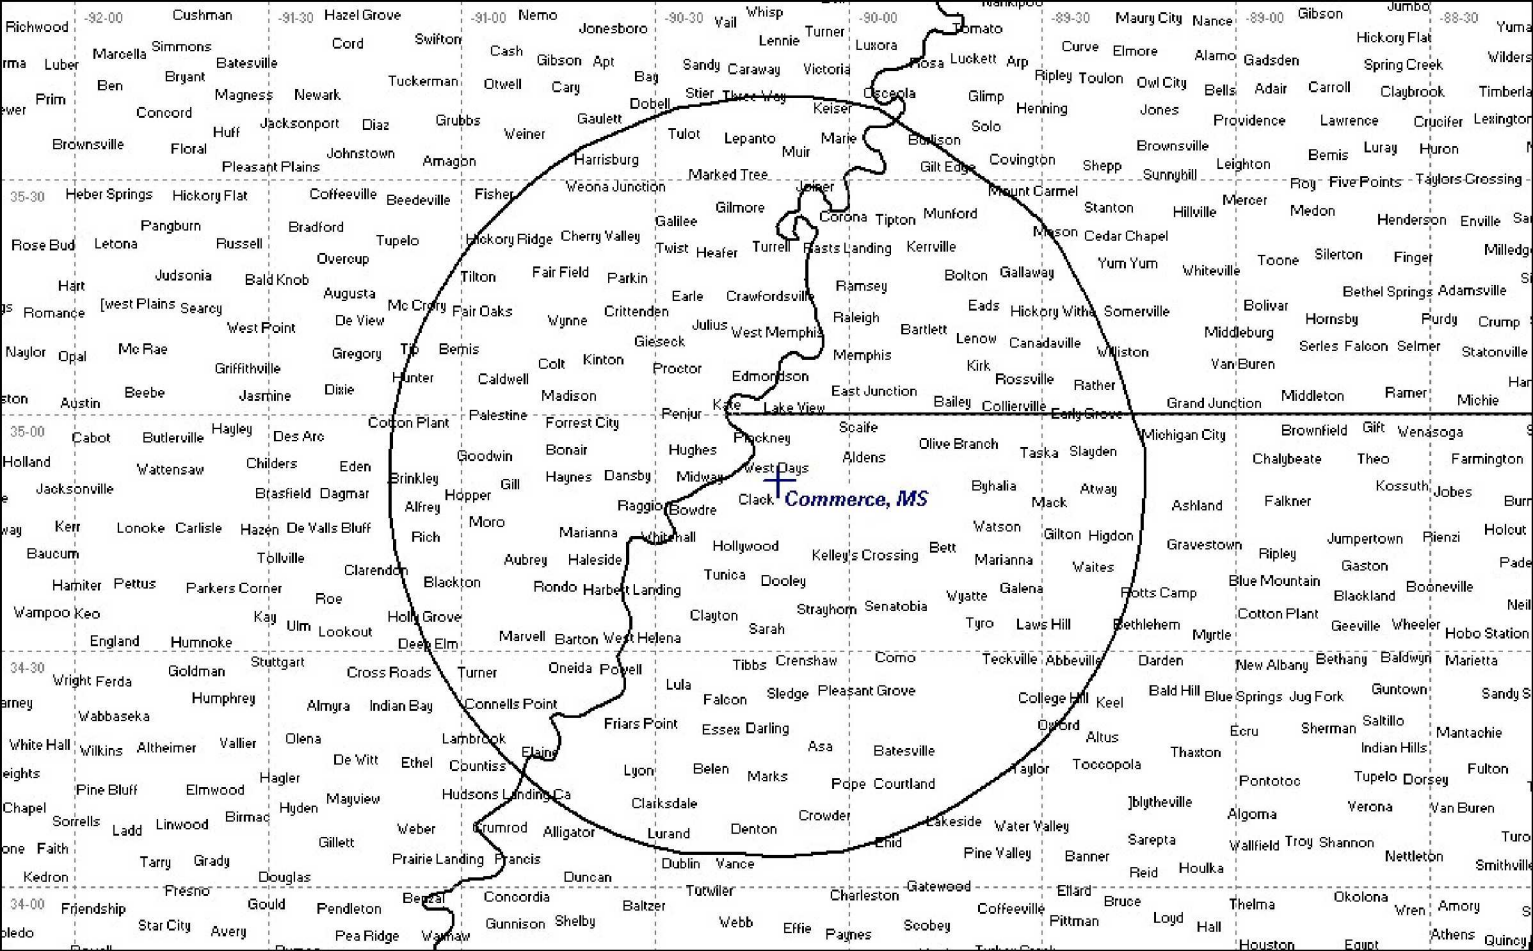 -92-00 Cushman -91-30 Hazel Grove -91-00 Nemo -90-30 Vail Whisp -90-00 -89-30 Maury City Nance -89-00 Gibson Jumbo -88-30
Richwood Jonesboro Turner Tomato Yuma
Marcella Simmons Cord Swifton Cash Lennie Luxora Curve Elmore Alamo Hickory Flat
rma Luber Batesville Gibson Apt Sandy Caraway Victoria Luckett Arp Gadsden Spring Creek Wilders
Ben Bryant Tuckerman Otwell Cary Bay Ripley Toulon Owl City Bells Adair Carroll Claybrook Timberla
Prim Magness Newark Dobell Stier Three Way Keiser Osceola Glimp Henning Jones
ewer Concord Jacksonport Diaz Grubbs Gaulett Solo Providence Lawrence Crucifer Lexington
Brownsville Floral Huff Johnstown Weiner Tulot Lepanto Marie Burlison Brownsville Luray Huron
Pleasant Plains Amagon Harrisburg Muir Gilt Edge Covington Shepp Sunnyhill Leighton Bemis
35-30 Heber Springs Hickory Flat Coffeeville Beedeville Fisher Weona Junction Marked Tree Joiner Mount Carmel Mercer Roy Five Points Taylors Crossing
Pangburn Bradford Galilee Gilmore Corona Tipton Munford Stanton Hillville Medon Henderson Enville
Rose Bud Letona Russell Tupelo Hickory Ridge Cherry Valley Twist Heafer Turrell Rasts Landing Kerrville Mason Cedar Chapel Milledg
Judsonia Bald Knob Overcup Tilton Fair Field Parkin Bolton Gallaway Yum Yum Whiteville Toone Silerton Finger
Hart [west Plains Searcy Augusta Mc Crory Earle Crawfordsville Ramsey Bethel Springs Adamsville
gs Romance West Point De View Fair Oaks Wynne Crittenden Julius West Memphis Raleigh Eads Hickory Withe Somerville Bolivar Hornsby Purdy Crump
Naylor Opal Mc Rae Gregory Tip Bemis Gieseck Bartlett Lenow Canadaville Williston Middleburg Series Falcon Selmer Statonville
Griffithville Hunter Caldwell Colt Kinton Proctor Edmondson Memphis Kirk Rossville Rather Van Buren
ston Austin Beebe Jasmine Dixie Madison East Junction Middleton Ramer Michie
Cotton Plant Palestine Forrest City Penjur Kate Lake View Bailey Collierville Early Grove Grand Junction
35-00 Cabot Butlerville Hayley Des Arc Pinckney Scaife Olive Branch Michigan City Brownfield Gift Wenasoga
Holland Wattensaw Childers Eden Goodwin Bonair Hughes West Days Aldens Taska Slayden Chalybeate Theo Farmington
Jacksonville Brasfield Dagmar Brinkley Hopper Gill Haynes Dansby Midway Clack Commerce, MS Byhalia Mack Atway Ashland Falkner Kossuth Jobes
way Kerr Lonoke Carlisle Hazen De Valls Bluff Alfrey Moro Raggio Bowdre Watson Burn
Baucum Rich Marianna Whitehall Hollywood Kelley's Crossing Bett Gilton Higdon Gravestown Jumpertown Rienzi Holcut
Tollville Clarendon Aubrey Haleside Marianna Waites Ripley Gaston Pade
Hamiter Pettus Parkers Corner Roe Blackton Rondo Harbert Landing Tunica Dooley Wyatte Galena Potts Camp Blue Mountain Blackland Booneville
Wampoo Keo Kay Ulm Lookout Holly Grove Clayton Strayhorn Senatobia Tyro Laws Hill Bethlehem Cotton Plant Geeville Wheeler
England Humnoke Deep Elm Marvell Barton West Helena Sarah Myrtle Hobo Station
34-30 Wright Ferda Goldman Stuttgart Cross Roads Turner Oneida Powell Tibbs Crenshaw Como Teckville Abbeville Darden New Albany Bethany Baldwyn Marietta
arney Humphrey Almyra Indian Bay Connells Point Lula Falcon Sledge Pleasant Grove College Hill Keel Bald Hill Blue Springs Jug Fork Guntown Sandy S
Wabbaseka Friars Point Essex Darling Oxford Altus Ecru Sherman Saltillo Mantachie
White Hall Wilkins Altheimer Vallier Olena Lambrook Elaine Asa Batesville Thaxton Indian Hills
eights Hagler De Witt Ethel Countiss Lyon Belen Marks Taylor Toccopola Pontotoc Tupelo Dorsey Fulton
Pine Bluff Elmwood Mayview Hudsons Landing Ca Clarksdale Pope Courtland ]blytheville
Chapel Sorrells Ladd Linwood Birmac Hyden Weber Crumrod Alligator Lurand Denton Crowder Lakeside Water Valley Algoma Verona Van Buren
one Faith Gillett Prairie Landing Francis Dublin Vance Enid Pine Valley Banner Sarepta Wallfield Troy Shannon Nettleton
Kedron Tarry Grady Douglas Duncan Gatewood Reid Houlka Smithville
34-00 Friendship Fresno Gould Pendleton Benzal Concordia Baltzer Tutwiler Charleston Coffeeville Ellard Bruce Thelma Okolona Wren Amory
oledo Star City Avery Pea Ridge Gunnison Shelby Webb Effie Paynes Scobey Pittman Loyd Hall Houston Egypt Athens Quincy